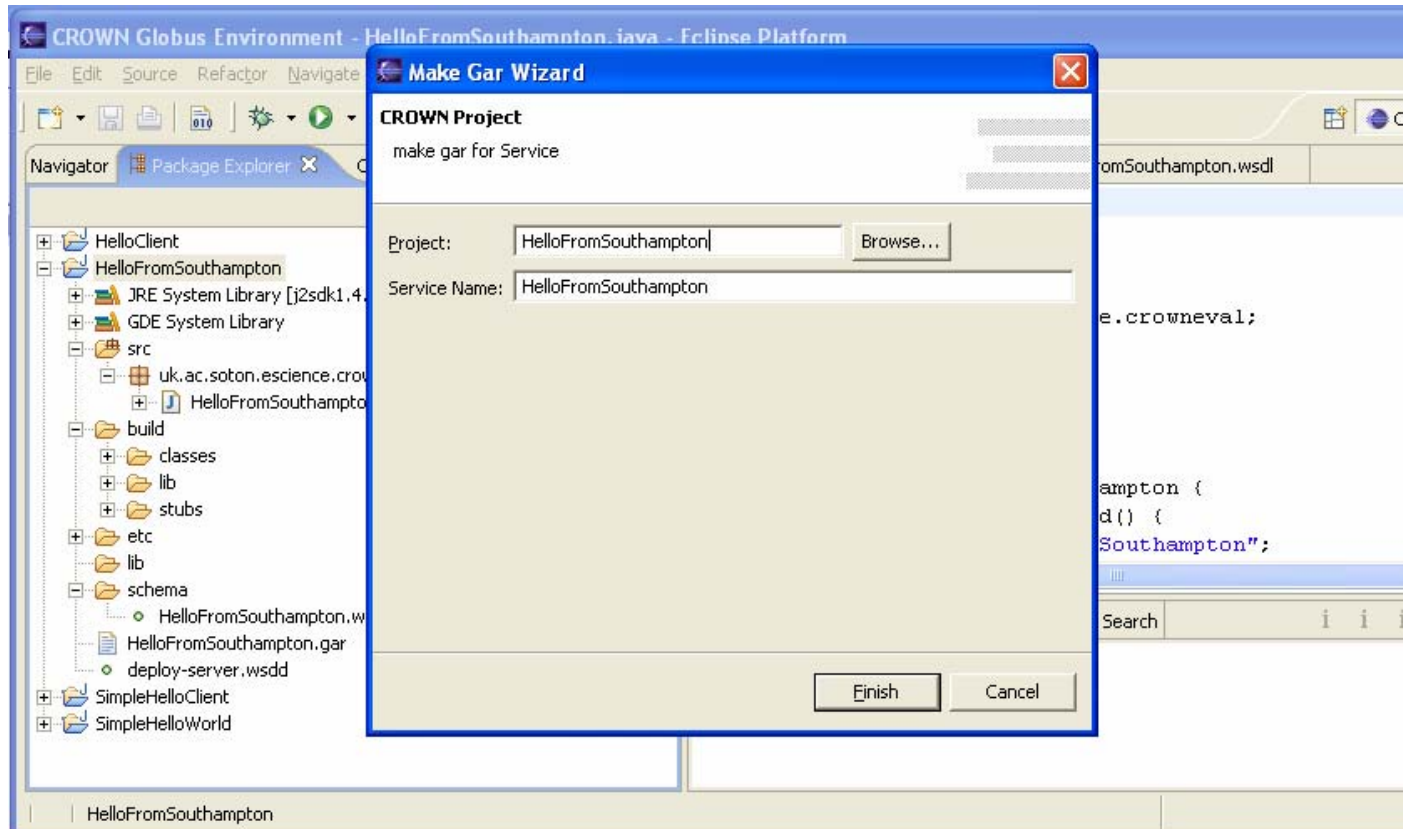 CROWN Globus Environment - HelloFromSouthampton.java - Eclipse Platform
File Edit Source Refactor Navigate
Make Gar Wizard
CROWN Project
make gar for Service
Navigator
Package Explorer
omSouthampton.wsdl
Project:
HelloFromSouthampton
Browse...
Service Name:
HelloFromSouthampton
HelloClient
HelloFromSouthampton
JRE System Library [j2sdk1.4.
GDE System Library
src
uk.ac.soton.escience.crow
HelloFromSouthampto
build
classes
lib
stubs
etc
lib
schema
HelloFromSouthampton.w
HelloFromSouthampton.gar
deploy-server.wsdd
SimpleHelloClient
SimpleHelloWorld
e.crowneval;
ampton {
d() {
Southampton";
Search
Finish
Cancel
HelloFromSouthampton